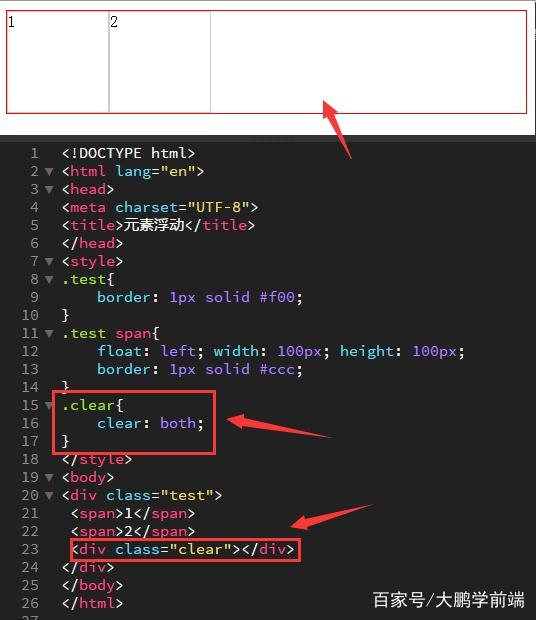 1 2
1 <!DOCTYPE html>
2 <html lang="en">
3 <head>
4 <meta charset="UTF-8">
5 <title>元素浮动</title>
6 </head>
7 <style>
8 .test{
9 border: 1px solid #f00;
10 }
11 .test span{
12 float: left; width: 100px; height: 100px;
13 border: 1px solid #ccc;
14 }
15 .clear{
16 clear: both;
17 }
18 </style>
19 <body>
20 <div class="test">
21 <span>1</span>
22 <span>2</span>
23 <div class="clear"></div>
24 </div>
25 </body>
26 </html>
27
百家号/大鹏学前端